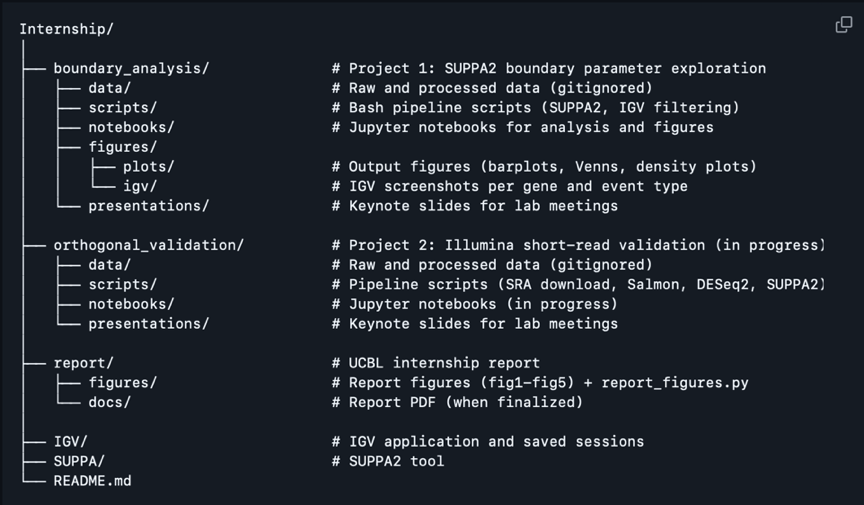 Internship/
│
├── boundary_analysis/ # Project 1: SUPPA2 boundary parameter exploration
│   ├── data/ # Raw and processed data (gitignored)
│   ├── scripts/ # Bash pipeline scripts (SUPPA2, IGV filtering)
│   ├── notebooks/ # Jupyter notebooks for analysis and figures
│   ├── figures/
│   │   ├── plots/ # Output figures (barplots, Venns, density plots)
│   │   └── igv/ # IGV screenshots per gene and event type
│   └── presentations/ # Keynote slides for lab meetings
│
├── orthogonal_validation/ # Project 2: Illumina short-read validation (in progress)
│   ├── data/ # Raw and processed data (gitignored)
│   ├── scripts/ # Pipeline scripts (SRA download, Salmon, DESeq2, SUPPA2)
│   ├── notebooks/ # Jupyter notebooks (in progress)
│   └── presentations/ # Keynote slides for lab meetings
│
├── report/ # UCBL internship report
│   ├── figures/ # Report figures (fig1-fig5) + report_figures.py
│   └── docs/ # Report PDF (when finalized)
│
├── IGV/ # IGV application and saved sessions
├── SUPPA/ # SUPPA2 tool
└── README.md